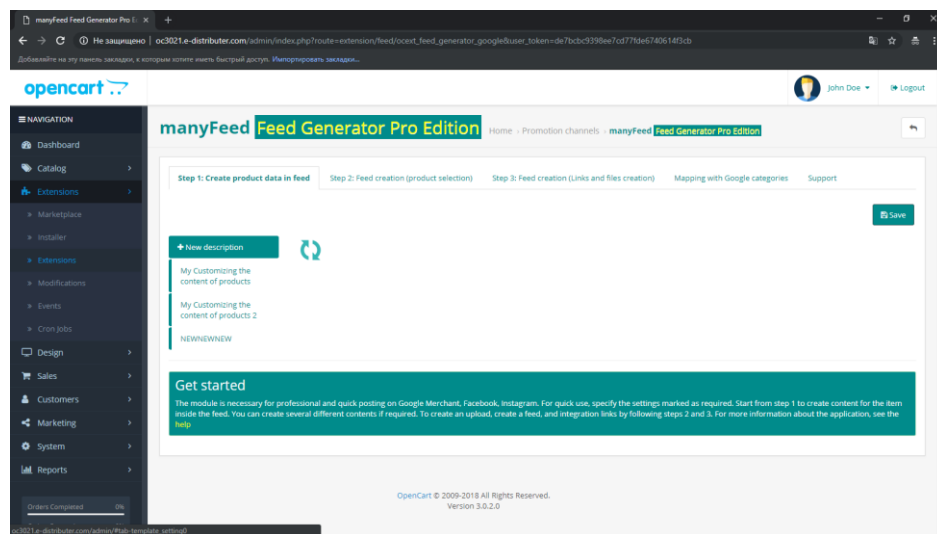 manyFeed Feed Generator Pro E
Не защищено | oc3021.e-distributer.com/admin/index.php?route=extension/feed/ocext_feed_generator_google&user_token=de7bcbc9398ee7cd77fde6740614f3cb
Добавляйте на эту панель закладки, к которым хотите иметь быстрый доступ. Импортировать закладки...
opencart
John Doe
Logout
NAVIGATION
Dashboard
Catalog
Extensions
Marketplace
Installer
Extensions
Modifications
Events
Cron Jobs
Design
Sales
Customers
Marketing
System
Reports
Orders Completed 0%
manyFeed Feed Generator Pro Edition
Home › Promotion channels › manyFeed Feed Generator Pro Edition
Step 1: Create product data in feed
Step 2: Feed creation (product selection)
Step 3: Feed creation (Links and files creation)
Mapping with Google categories
Support
Save
+ New description
My Customizing the
content of products
My Customizing the
content of products 2
NEWNEWNEW
Get started
The module is necessary for professional and quick posting on Google Merchant, Facebook, Instagram. For quick use, specify the settings marked as required. Start from step 1 to create content for the item
inside the feed. You can create several different contents if required. To create an upload, create a feed, and integration links by following steps 2 and 3. For more information about the application, see the
help
OpenCart © 2009-2018 All Rights Reserved.
Version 3.0.2.0
oc3021.e-distributer.com/admin/#tab-template_setting0